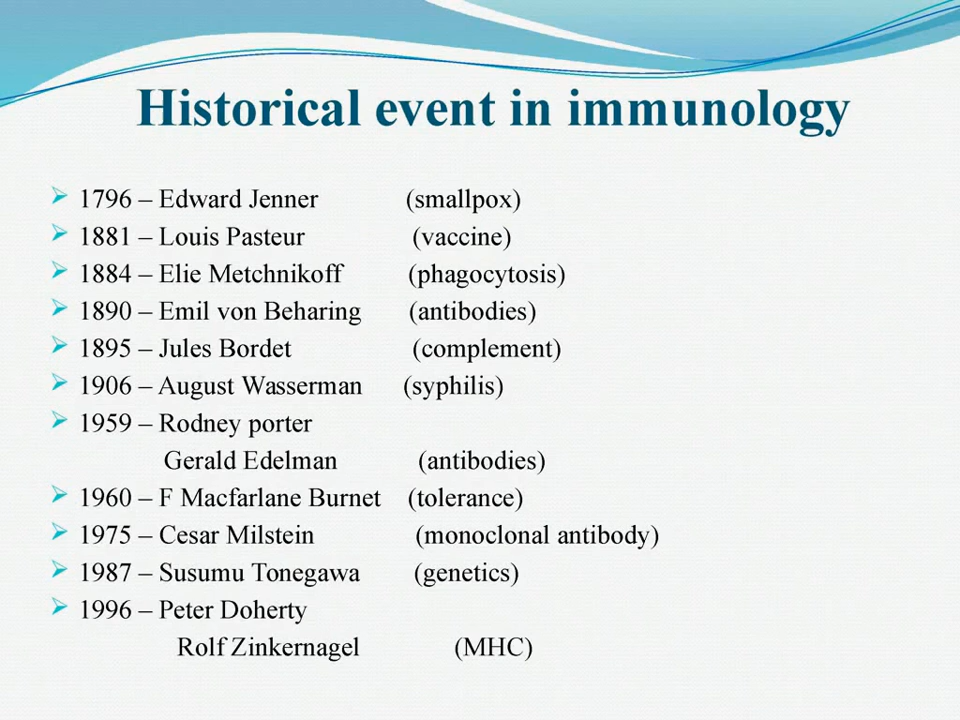 Historical event in immunology
1796 – Edward Jenner (smallpox)
1881 – Louis Pasteur (vaccine)
1884 – Elie Metchnikoff (phagocytosis)
1890 – Emil von Beharing (antibodies)
1895 – Jules Bordet (complement)
1906 – August Wasserman (syphilis)
1959 – Rodney porter
Gerald Edelman (antibodies)
1960 – F Macfarlane Burnet (tolerance)
1975 – Cesar Milstein (monoclonal antibody)
1987 – Susumu Tonegawa (genetics)
1996 – Peter Doherty
Rolf Zinkernagel (MHC)